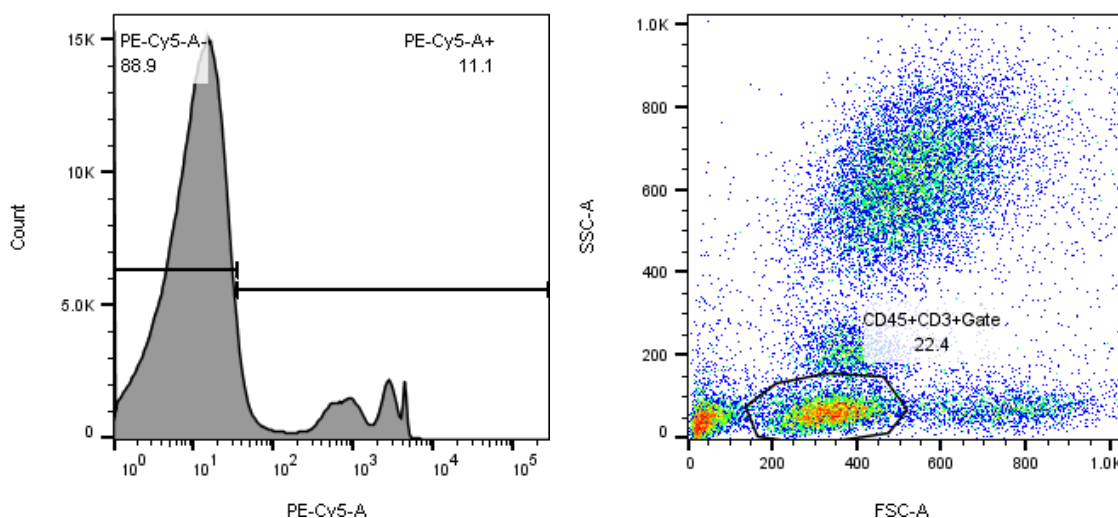 15K
10K
5.0K
0
Count
PE-Cy5-A-
88.9
PE-Cy5-A+
11.1
10^0
10^1
10^2
10^3
10^4
10^5
PE-Cy5-A
1.0K
800
600
400
200
0
SSC-A
CD45+CD3+Gate
22.4
0
200
400
600
800
1.0K
FSC-A